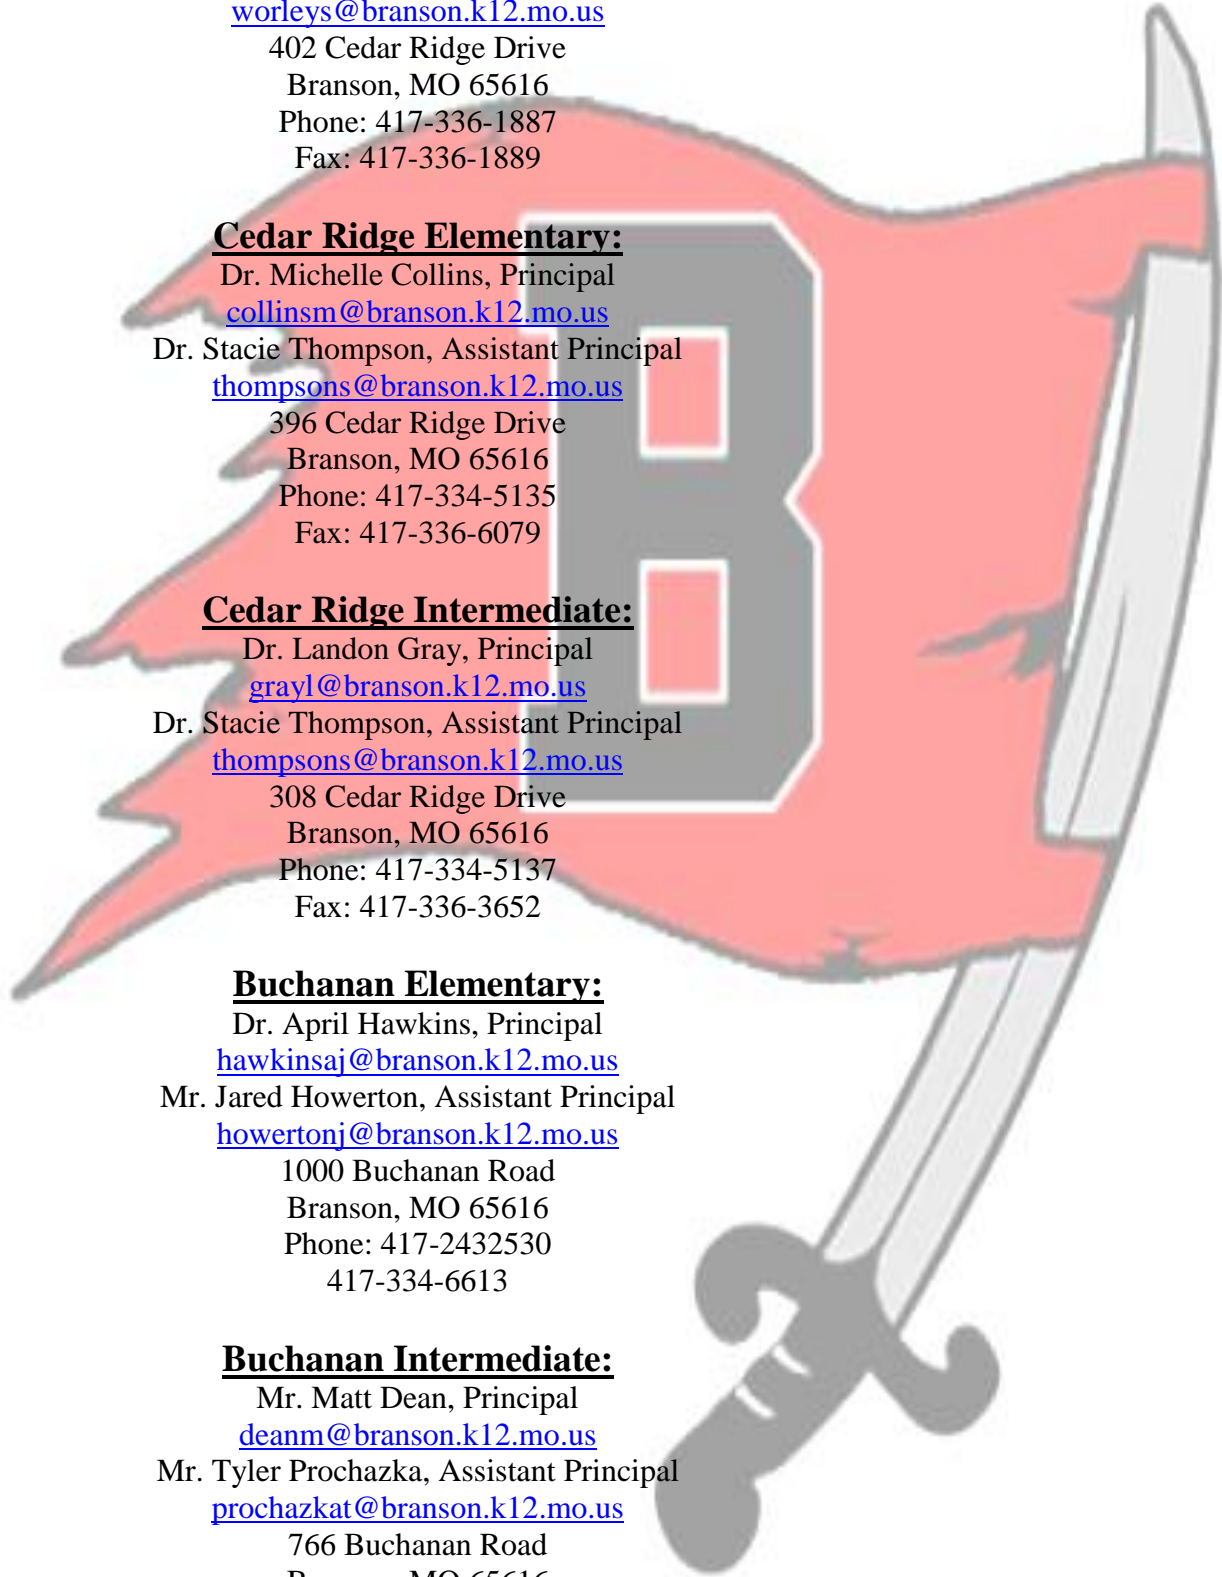 worleys@branson.k12.mo.us
402 Cedar Ridge Drive
Branson, MO 65616
Phone: 417-336-1887
Fax: 417-336-1889
Cedar Ridge Elementary:
Dr. Michelle Collins, Principal
collinsm@branson.k12.mo.us
Dr. Stacie Thompson, Assistant Principal
thompsons@branson.k12.mo.us
396 Cedar Ridge Drive
Branson, MO 65616
Phone: 417-334-5135
Fax: 417-336-6079
Cedar Ridge Intermediate:
Dr. Landon Gray, Principal
grayl@branson.k12.mo.us
Dr. Stacie Thompson, Assistant Principal
thompsons@branson.k12.mo.us
308 Cedar Ridge Drive
Branson, MO 65616
Phone: 417-334-5137
Fax: 417-336-3652
Buchanan Elementary:
Dr. April Hawkins, Principal
hawkinsaj@branson.k12.mo.us
Mr. Jared Howerton, Assistant Principal
howertonj@branson.k12.mo.us
1000 Buchanan Road
Branson, MO 65616
Phone: 417-2432530
417-334-6613
Buchanan Intermediate:
Mr. Matt Dean, Principal
deanm@branson.k12.mo.us
Mr. Tyler Prochazka, Assistant Principal
prochazkat@branson.k12.mo.us
766 Buchanan Road
Branson, MO 65616
B